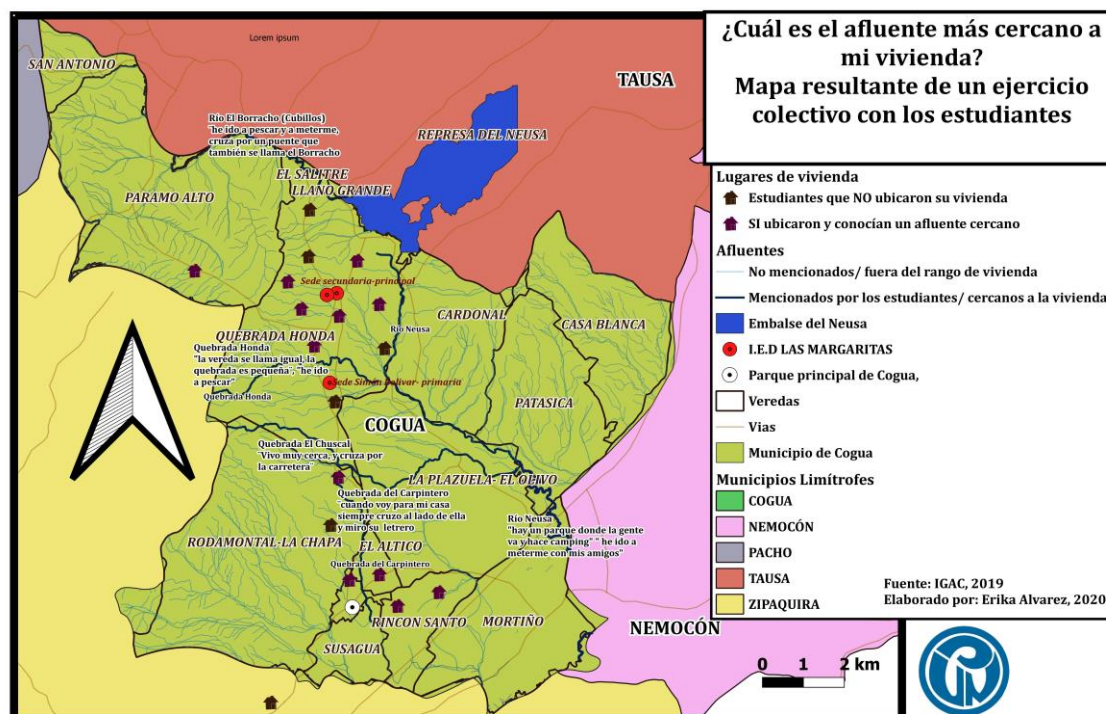 ¿Cuál es el afluente más cercano a
mi vivienda?
Mapa resultante de un ejercicio
colectivo con los estudiantes
Lugares de vivienda
Estudiantes que NO ubicaron su vivienda
SI ubicaron y conocían un afluente cercano
Afluentes
No mencionados/ fuera del rango de vivienda
Mencionados por los estudiantes/ cercanos a la vivienda
Embalse del Neusa
I.E.D LAS MARGARITAS
Parque principal de Cogua,
Veredas
Vias
Municipio de Cogua
Municipios Limítrofes
COGUA
NEMOCÓN
PACHO
TAUSA
ZIPAQUIRA
Fuente: IGAC, 2019
Elaborado por: Erika Alvarez, 2020
0 1 2 km
Lorem ipsum
SAN ANTONIO
TAUSA
REPRESA DEL NEUSA
Río El Borracho (Cubillos)
"he ido a pescar y a meterme,
cruza por un puente que
también se llama el Borracho
EL SALITRE
LLANO GRANDE
PARAMO ALTO
Sede secundaria-principal
CARDONAL
CASA BLANCA
Río Neusa
QUEBRADA HONDA
Quebrada Honda
"la vereda se llama igual, la
quebrada es pequeña"; "he ido
a pescar"
Sede Simón Bolivar- primaria
Quebrada Honda
PATASICA
COGUA
Quebrada El Chuscal
"Vivo muy cerca, y cruza por
la carretera"
LA PLAZUELA- EL OLIVO
Quebrada del Carpintero
"cuando voy para mi casa
siempre cruzo al lado de ella
y miro su letrero
Río Neusa
"hay un parque donde la gente
va y hace camping" " he ido a
meterme con mis amigos"
RODAMONTAL-LA CHAPA
EL ALTICO
Quebrada del Carpintero
RINCON SANTO
MORTIÑO
SUSAGUA
NEMOCÓN